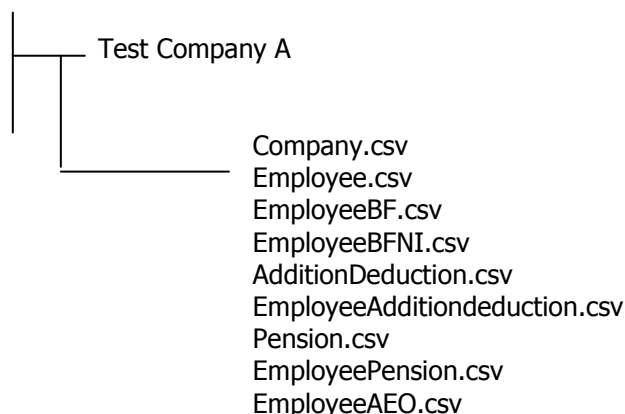 Test Company A
Company.csv
Employee.csv
EmployeeBF.csv
EmployeeBFNI.csv
AdditionDeduction.csv
EmployeeAdditiondeduction.csv
Pension.csv
EmployeePension.csv
EmployeeAEO.csv